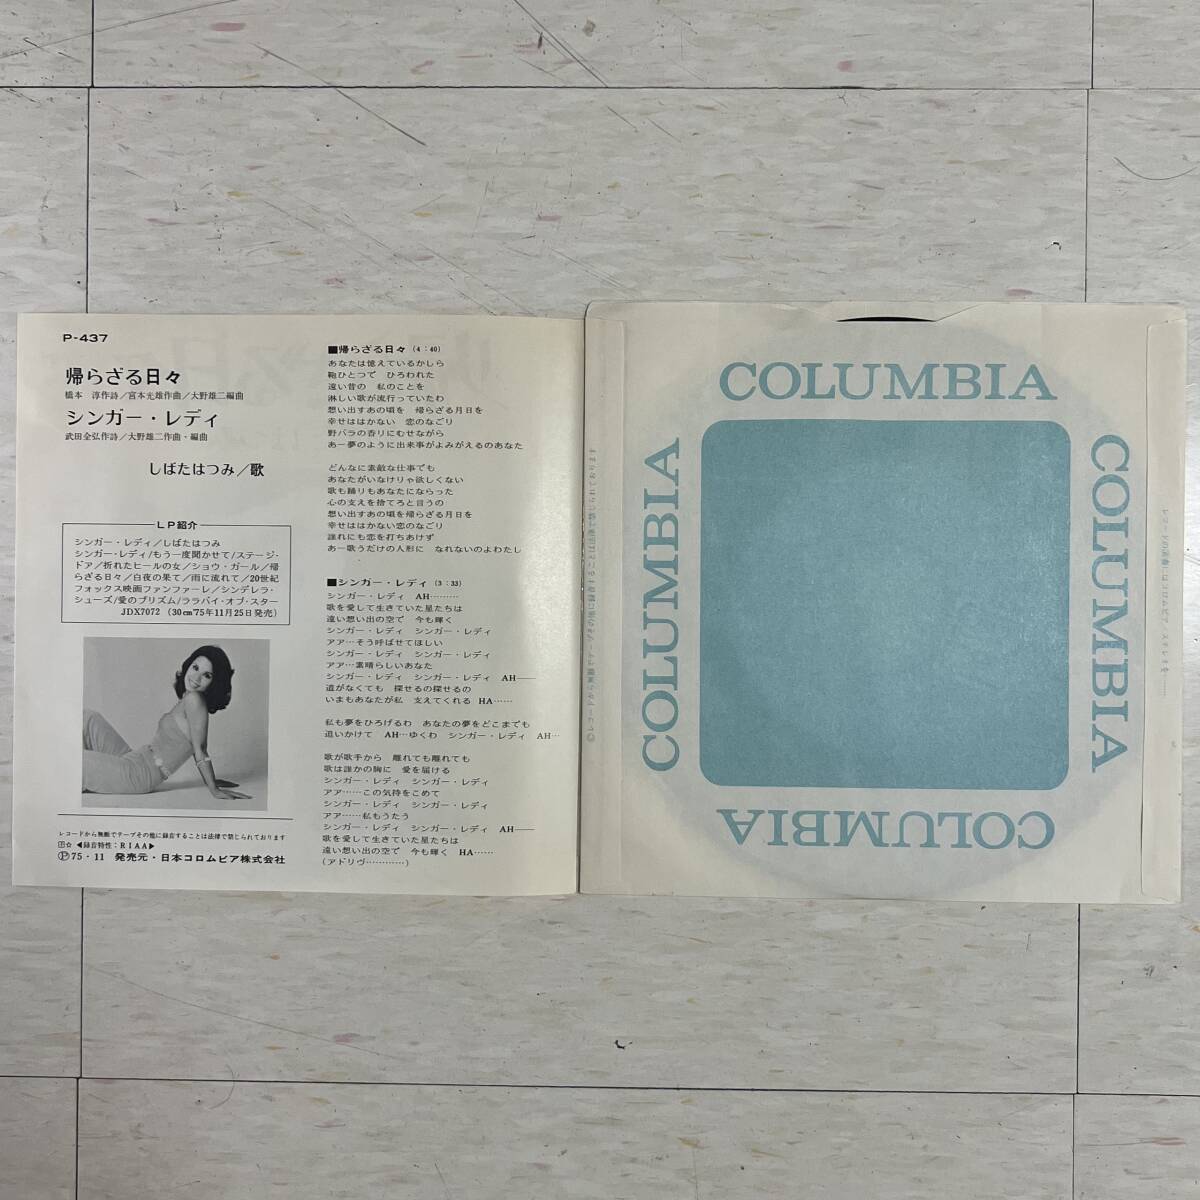 P-437
帰らざる日々
橋本 淳作詩／宮本光雄作曲／大野雄二編曲
シンガー・レディ
武田全弘作詩／大野雄二作曲・編曲
しばたはつみ／歌
LP紹介
シンガー・レディ／しばたはつみ
シンガー・レディ/もう一度聞かせて/ステージ・
ドア/折れたヒールの女/ショウ・ガール/帰
らざる日々/白夜の果て/雨に流れて/20世紀
フォックス映画ファンファーレ/シンデレラ・
シューズ/愛のプリズム/ララバイ・オブ・スター
JDX7072 (30cm'75年11月25日発売)
レコードから無断でテープその他に録音することは法律で禁じられております
◀録音特性：RIAA▶
Ⓟ75・11 発売元・日本コロムビア株式会社
■帰らざる日々 (4：40)
あなたは憶えているかしら
鞄ひとつで ひろわれた
遠い昔の 私のことを
淋しい歌が流行っていたわ
想い出すあの頃を 帰らざる月日を
幸せははかない 恋のなごり
野バラの香りにむせながら
あー夢のように出来事がよみがえるのあなた
どんなに素敵な仕事でも
あなたがいなけりゃ欲しくない
歌も踊りもあなたにならった
心の支えを捨てろと言うの
想い出すあの頃を帰らざる月日を
幸せははかない恋のなごり
誰れにも恋を打ちあけず
あー歌うだけの人形に なれないのよわたし
■シンガー・レディ (3：33)
シンガー・レディ AH………
歌を愛して生きていた星たちは
遠い想い出の空で 今も輝く
シンガー・レディ シンガー・レディ
アア…そう呼ばせてほしい
シンガー・レディ シンガー・レディ
アア…素晴らしいあなた
シンガー・レディ シンガー・レディ AH——
道がなくても 探せるの探せるの
いまもあなたが私 支えてくれる HA……
私も夢をひろげるわ あなたの夢をどこまでも
追いかけて AH…ゆくわ シンガー・レディ AH…
歌が歌手から 離れても離れても
歌は誰かの胸に 愛を届ける
シンガー・レディ シンガー・レディ
アア……この気持をこめて
シンガー・レディ シンガー・レディ
アア……私もうたう
シンガー・レディ シンガー・レディ AH——
歌を愛して生きていた星たちは
遠い想い出の空で 今も輝く HA……
(アドリヴ…………)
COLUMBIA
COLUMBIA
COLUMBIA
COLUMBIA